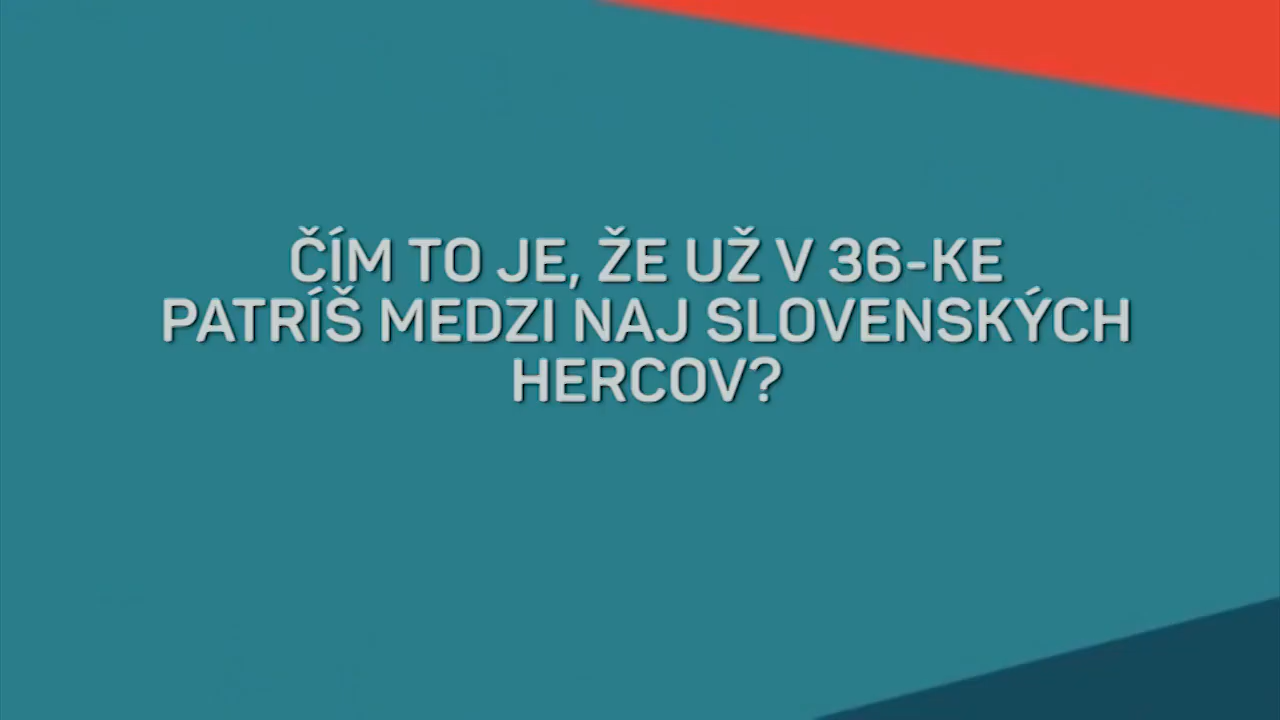 ČÍM TO JE, ŽE UŽ V 36-KE
PATRÍŠ MEDZI NAJ SLOVENSKÝCH
HERCOV?